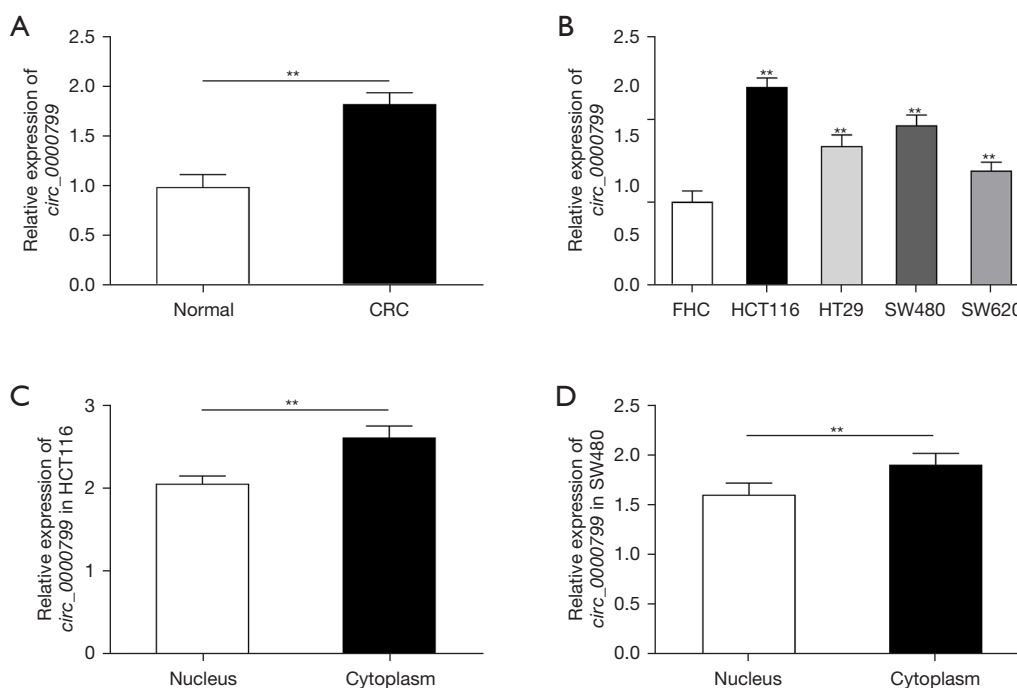 A
Relative expression of
circ_0000799
2.5
2.0
1.5
1.0
0.5
0.0
**
Normal
CRC
B
Relative expression of
circ_0000799
2.5
2.0
1.5
1.0
0.5
0.0
**
**
**
**
FHC
HCT116
HT29
SW480
SW620
C
Relative expression of
circ_0000799 in HCT116
3
2
1
0
**
Nucleus
Cytoplasm
D
Relative expression of
circ_0000799 in SW480
2.5
2.0
1.5
1.0
0.5
0.0
**
Nucleus
Cytoplasm